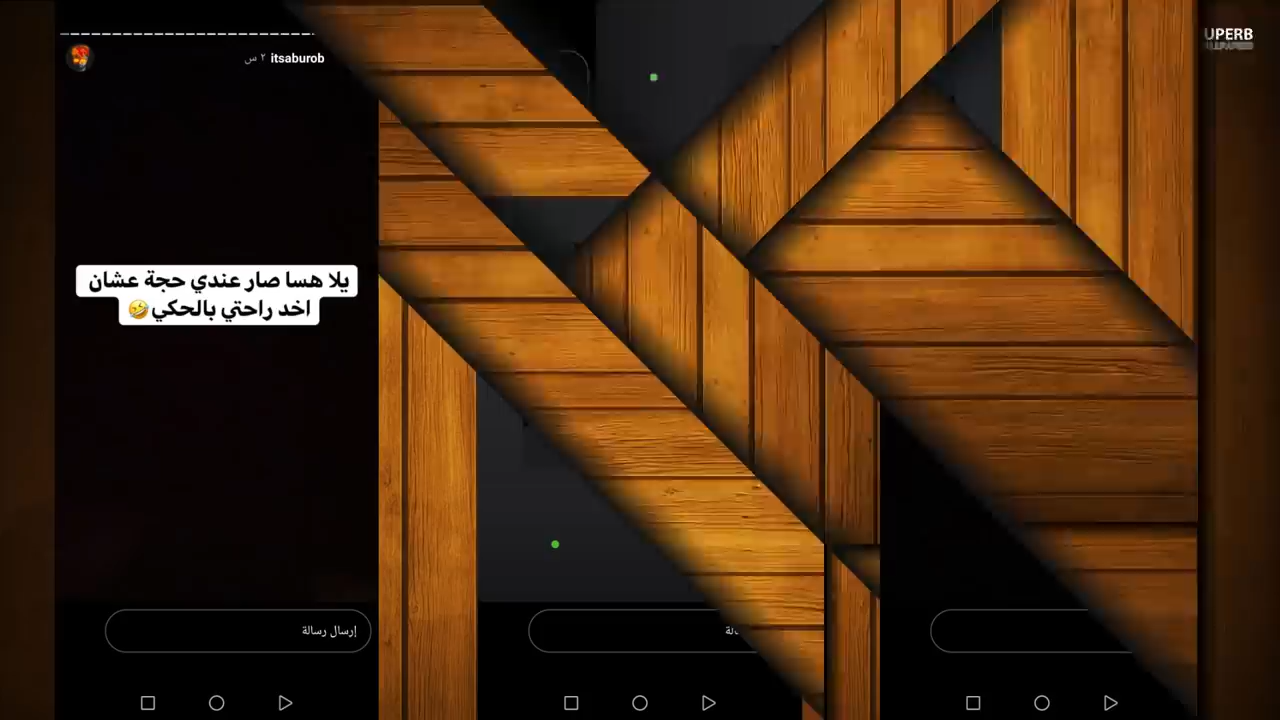 itsaburob ٢ س
يلا هسا صار عندي حجة عشان
اخد راحتي بالحكي🤣
إرسال رسالة
UPERB